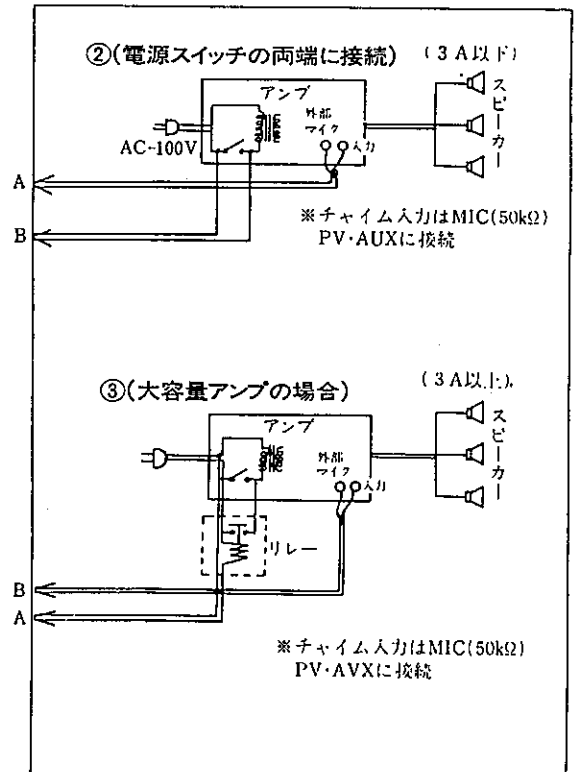 ②(電源スイッチの両端に接続)
(3A以下)
アンプ
外部
マイク
入力
AC-100V
スピーカー
A
B
※チャイム入力はMIC(50kΩ)
PV・AUXに接続
③(大容量アンプの場合)
(3A以上)
アンプ
外部
マイク
入力
スピーカー
リレー
B
A
※チャイム入力はMIC(50kΩ)
PV・AVXに接続